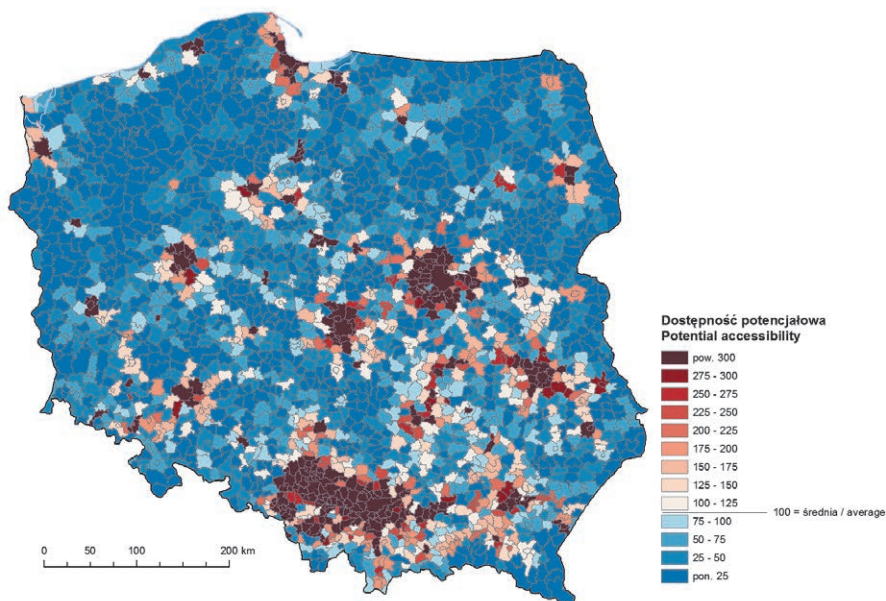 Dostępność potencjałowa
Potential accessibility
pow. 300
275 - 300
250 - 275
225 - 250
200 - 225
175 - 200
150 - 175
125 - 150
100 - 125
100 = średnia / average
75 - 100
50 - 75
25 - 50
pon. 25
0 50 100 200 km